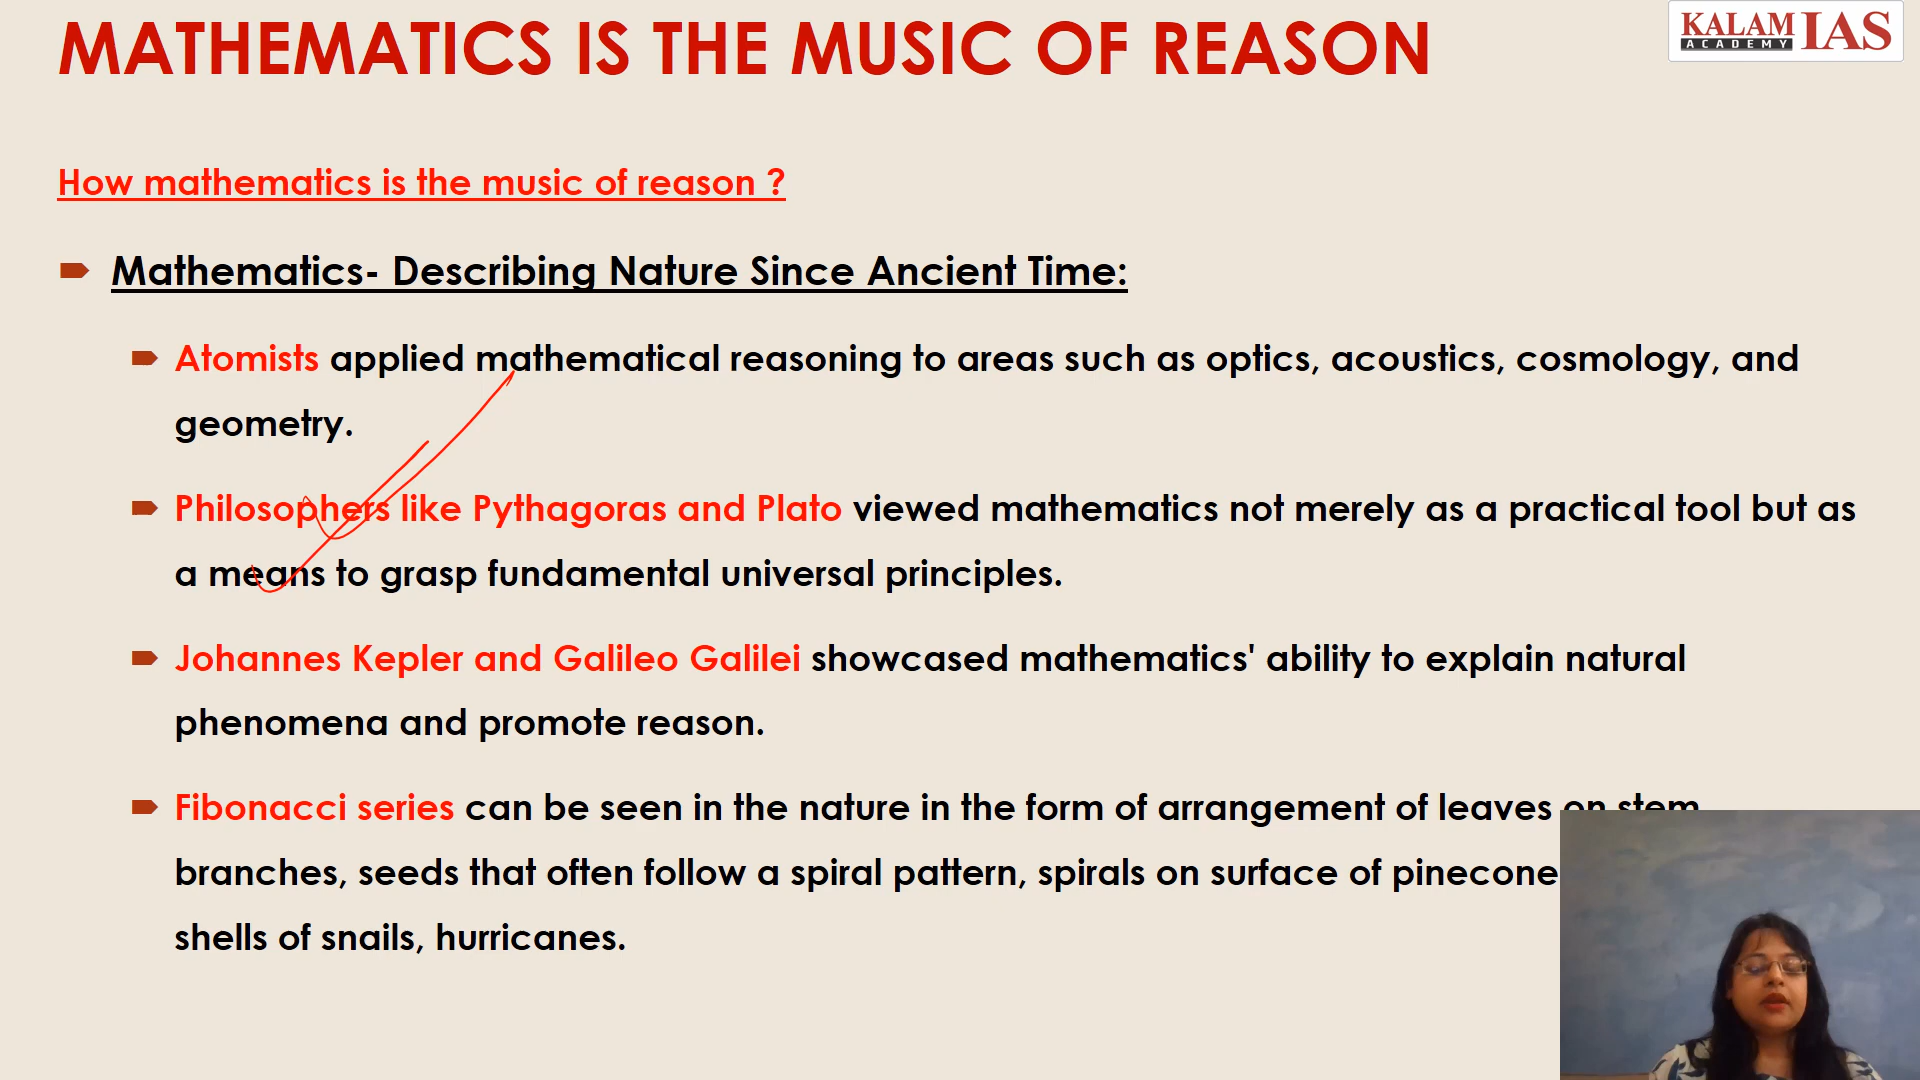 MATHEMATICS IS THE MUSIC OF REASON
KALAM ACADEMY IAS
How mathematics is the music of reason ?
Mathematics- Describing Nature Since Ancient Time:
Atomists applied mathematical reasoning to areas such as optics, acoustics, cosmology, and
geometry.
Philosophers like Pythagoras and Plato viewed mathematics not merely as a practical tool but as
a means to grasp fundamental universal principles.
Johannes Kepler and Galileo Galilei showcased mathematics' ability to explain natural
phenomena and promote reason.
Fibonacci series can be seen in the nature in the form of arrangement of leaves on stem
branches, seeds that often follow a spiral pattern, spirals on surface of pinecone
shells of snails, hurricanes.